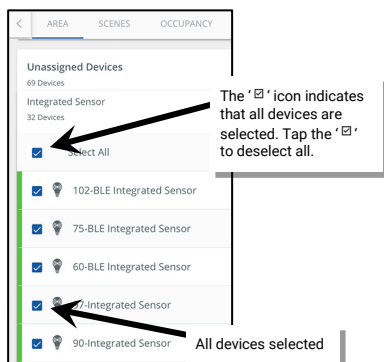 AREA SCENES OCCUPANCY
Unassigned Devices
69 Devices
Integrated Sensor
32 Devices
Select All
102-BLE Integrated Sensor
75-BLE Integrated Sensor
60-BLE Integrated Sensor
97-Integrated Sensor
90-Integrated Sensor
The ‘ ☑ ‘ icon indicates
that all devices are
selected. Tap the ‘ ☑ ‘
to deselect all.
All devices selected